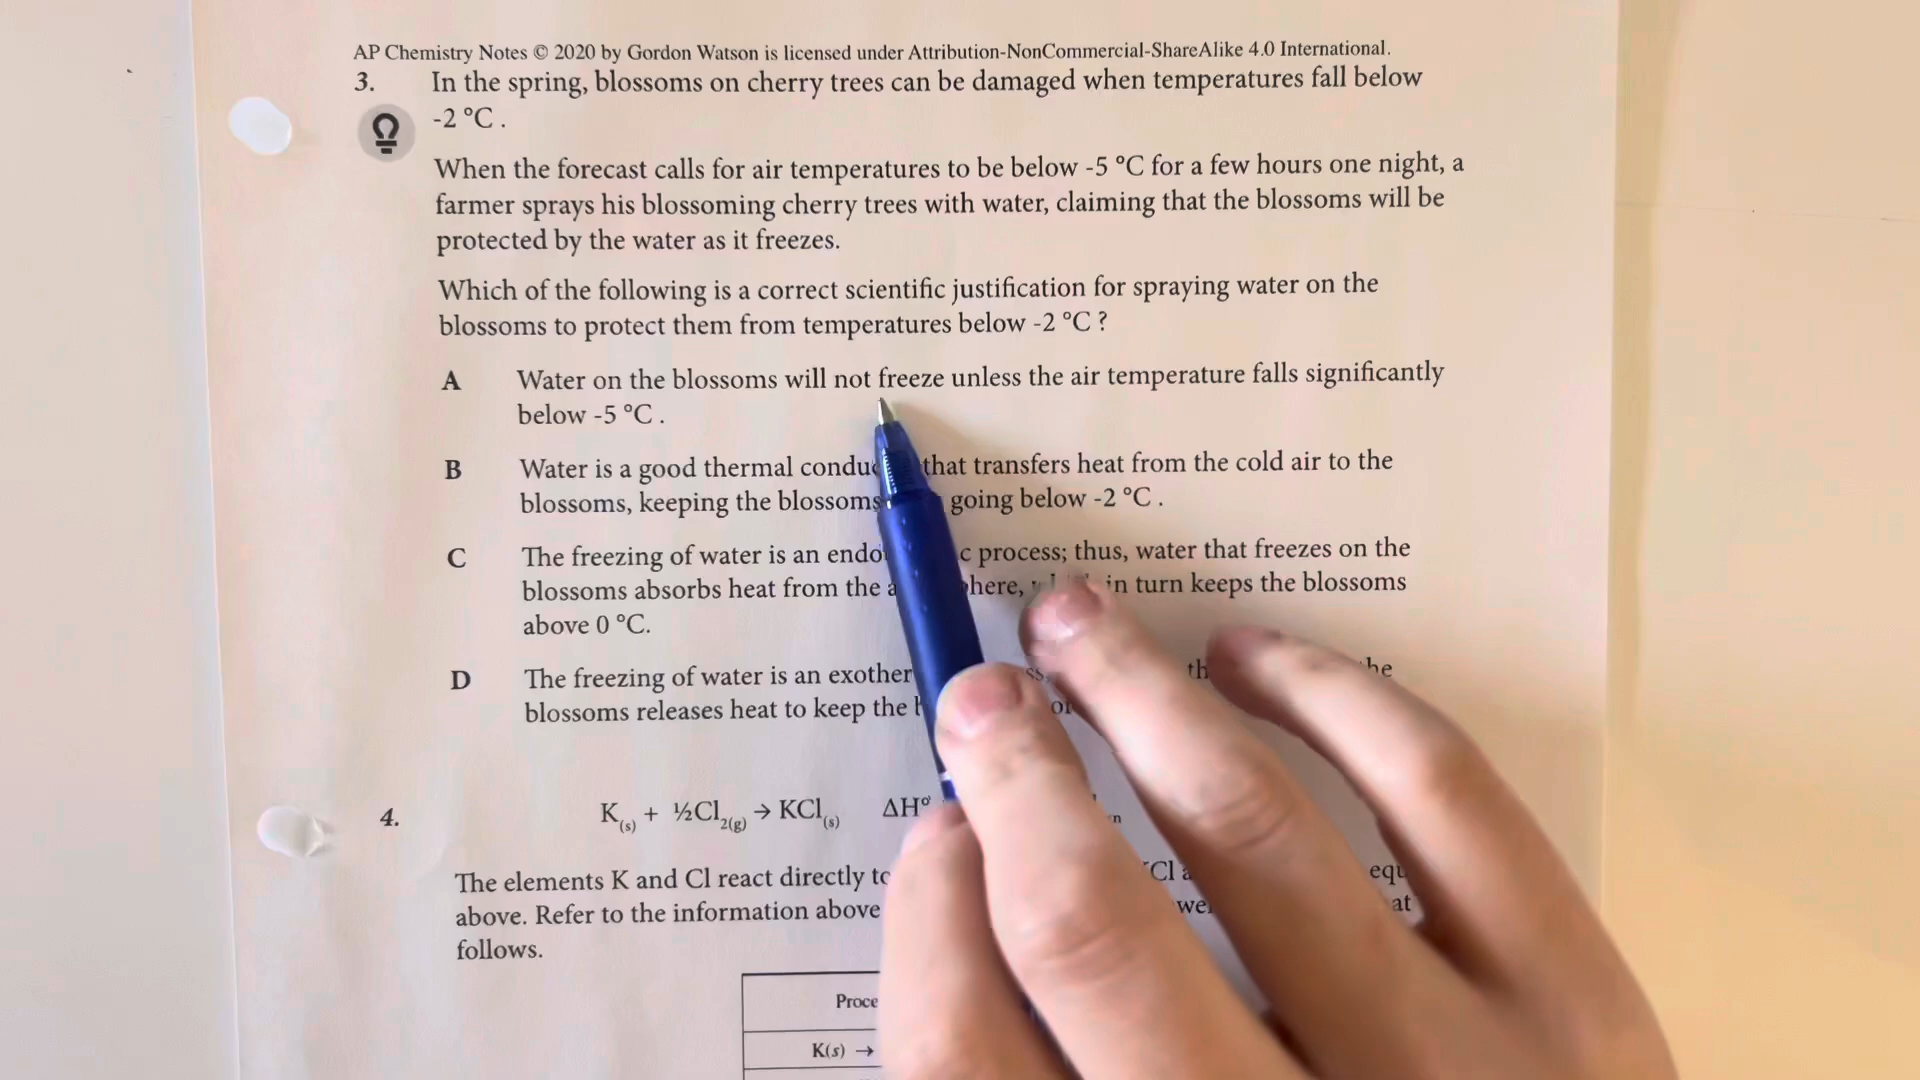 AP Chemistry Notes © 2020 by Gordon Watson is licensed under Attribution-NonCommercial-ShareAlike 4.0 International.
3. In the spring, blossoms on cherry trees can be damaged when temperatures fall below
-2 °C .
When the forecast calls for air temperatures to be below -5 °C for a few hours one night, a
farmer sprays his blossoming cherry trees with water, claiming that the blossoms will be
protected by the water as it freezes.
Which of the following is a correct scientific justification for spraying water on the
blossoms to protect them from temperatures below -2 °C ?
A Water on the blossoms will not freeze unless the air temperature falls significantly
below -5 °C .
B Water is a good thermal that transfers heat from the cold air to the
blossoms, keeping the blossoms going below -2 °C .
C The freezing of water is an process; thus, water that freezes on the
blossoms absorbs heat from the in turn keeps the blossoms
above 0 °C.
D The freezing of water is an
blossoms releases heat to keep the
4. K(s) + ½Cl2(g) → KCl(s) ΔH°
The elements K and Cl react directly
above. Refer to the information above
follows. at
K(s) →